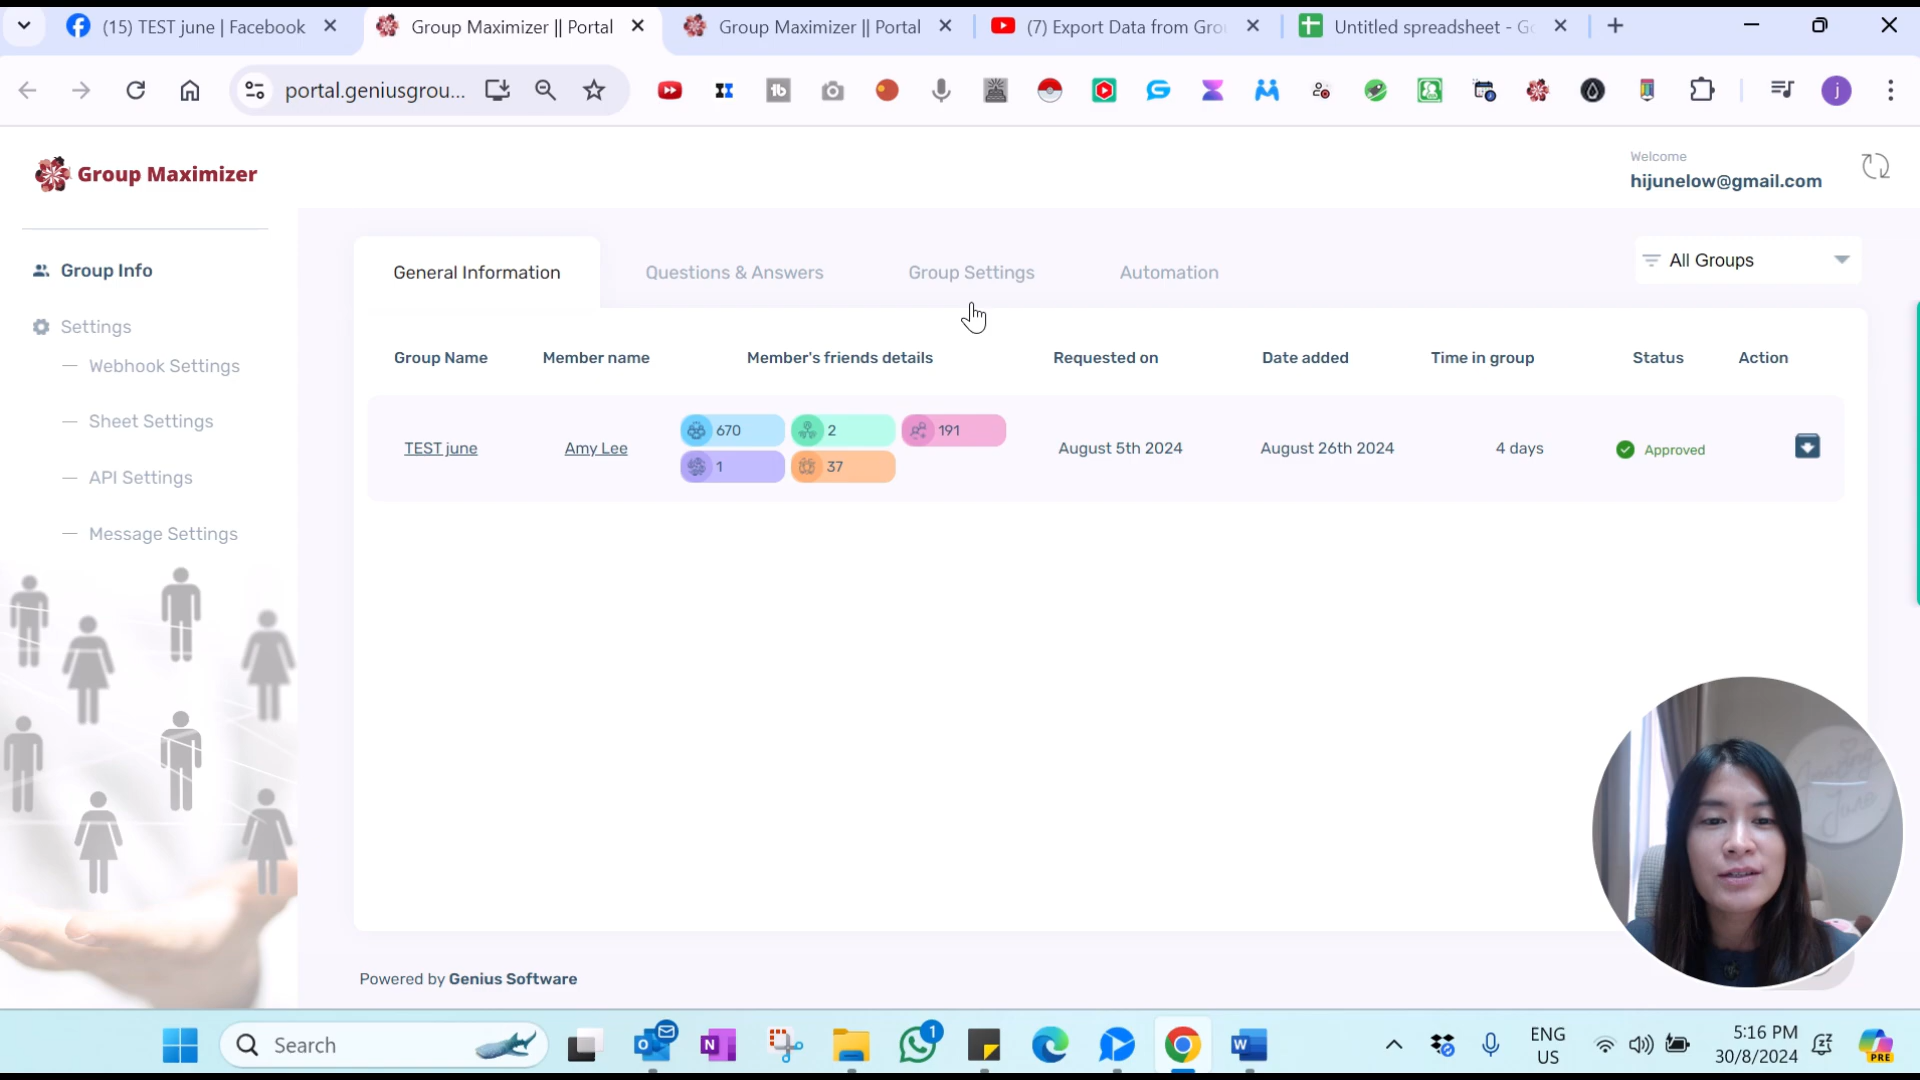 (15) TEST june | Facebook
Group Maximizer || Portal
Group Maximizer || Portal
(7) Export Data from Gro
Untitled spreadsheet - G
portal.geniusgrou...
Group Maximizer
Welcome
hijunelow@gmail.com
Group Info
Settings
— Webhook Settings
— Sheet Settings
— API Settings
— Message Settings
General Information
Questions & Answers
Group Settings
Automation
All Groups
Group Name
Member name
Member's friends details
Requested on
Date added
Time in group
Status
Action
TEST june
Amy Lee
670
2
191
1
37
August 5th 2024
August 26th 2024
4 days
Approved
Powered by Genius Software
Search
1
ENG
US
5:16 PM
30/8/2024
PRE